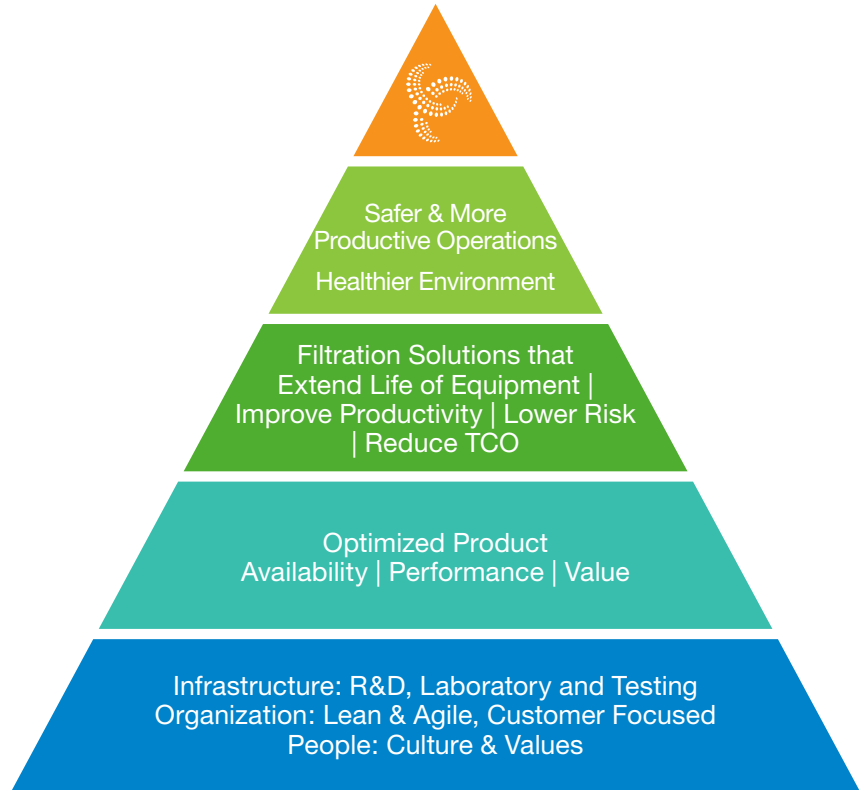 Safer & More
Productive Operations
Healthier Environment
Filtration Solutions that
Extend Life of Equipment |
Improve Productivity | Lower Risk
| Reduce TCO
Optimized Product
Availability | Performance | Value
Infrastructure: R&D, Laboratory and Testing
Organization: Lean & Agile, Customer Focused
People: Culture & Values